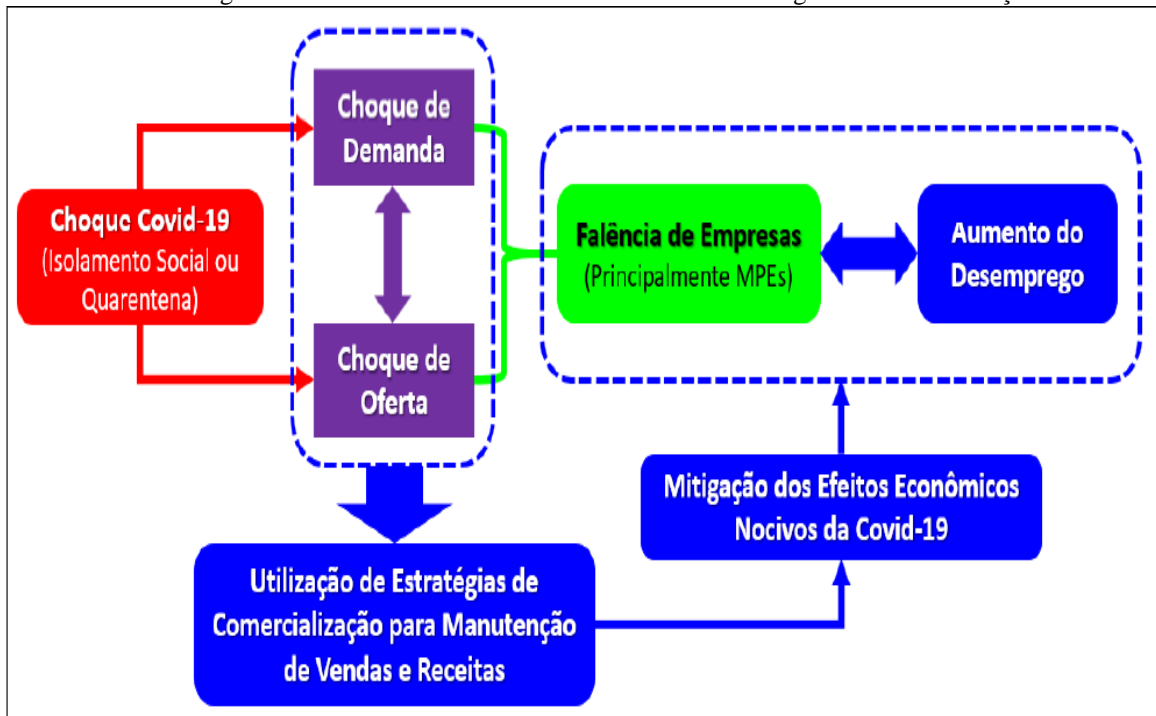 Choque de
Demanda
Choque Covid-19
(Isolamento Social ou
Quarentena)
Falência de Empresas
(Principalmente MPEs)
Aumento do
Desemprego
Choque de
Oferta
Mitigação dos Efeitos Econômicos
Nocivos da Covid-19
Utilização de Estratégias de
Comercialização para Manutenção
de Vendas e Receitas